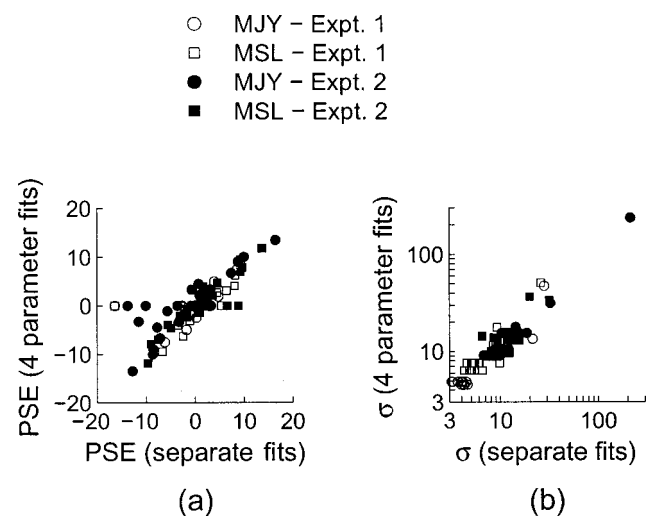 MJY – Expt. 1
MSL – Expt. 1
MJY – Expt. 2
MSL – Expt. 2
PSE (4 parameter fits)
20
10
0
−10
−20
−20 −10 0 10 20
PSE (separate fits)
(a)
σ (4 parameter fits)
100
10
3
3 10 100
σ (separate fits)
(b)